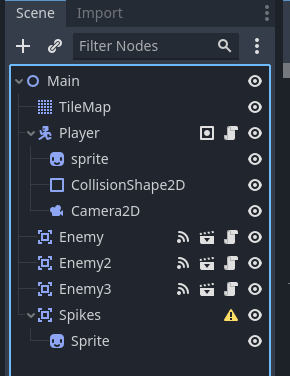 Scene Import
Filter Nodes
Main
TileMap
Player
sprite
CollisionShape2D
Camera2D
Enemy
Enemy2
Enemy3
Spikes
Sprite